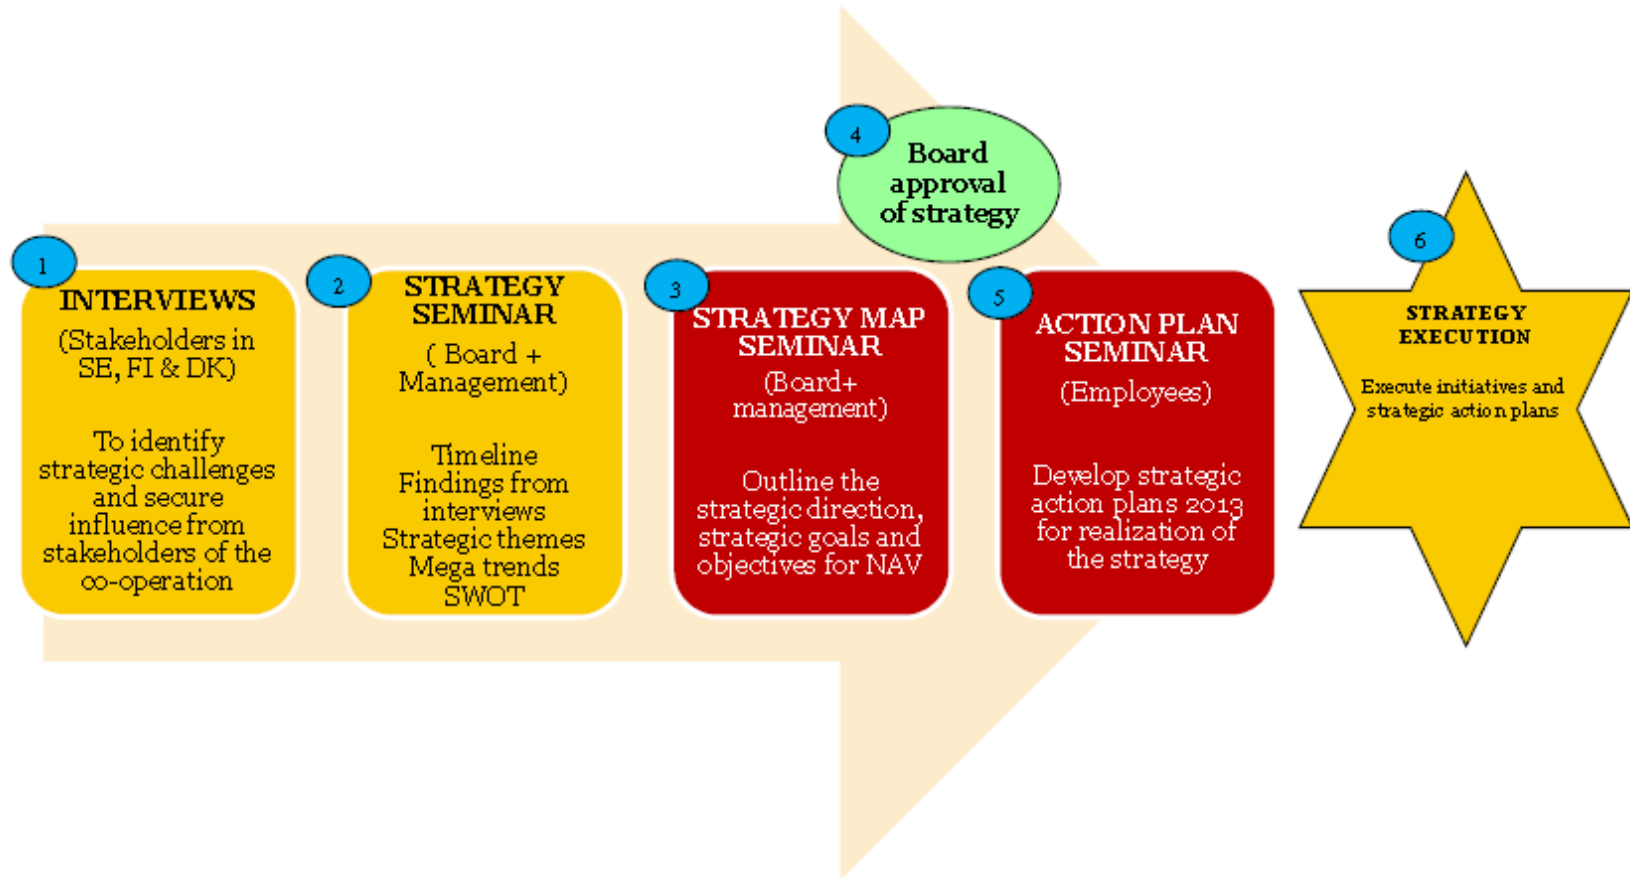 1
INTERVIEWS
(Stakeholders in
SE, FI & DK)
To identify
strategic challenges
and secure
influence from
stakeholders of the
co-operation
2
STRATEGY
SEMINAR
( Board +
Management)
Timeline
Findings from
interviews
Strategic themes
Mega trends
SWOT
3
STRATEGY MAP
SEMINAR
(Board+
management)
Outline the
strategic direction,
strategic goals and
objectives for NAV
4
Board
approval
of strategy
5
ACTION PLAN
SEMINAR
(Employees)
Develop strategic
action plans 2013
for realization of
the strategy
6
STRATEGY
EXECUTION
Execute initiatives and
strategic action plans